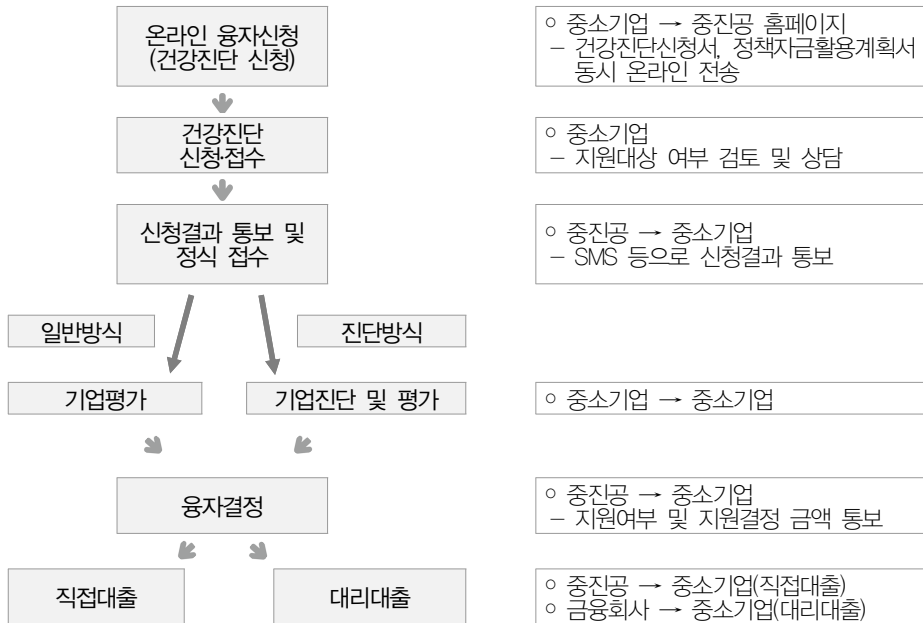 온라인 융자신청
(건강진단 신청)
○ 중소기업 → 중진공 홈페이지
– 건강진단신청서, 정책자금활용계획서
동시 온라인 전송
건강진단
신청·접수
○ 중소기업
– 지원대상 여부 검토 및 상담
신청결과 통보 및
정식 접수
○ 중진공 → 중소기업
– SMS 등으로 신청결과 통보
일반방식
진단방식
기업평가
기업진단 및 평가
○ 중소기업 → 중소기업
융자결정
○ 중진공 → 중소기업
– 지원여부 및 지원결정 금액 통보
직접대출
대리대출
○ 중진공 → 중소기업(직접대출)
○ 금융회사 → 중소기업(대리대출)